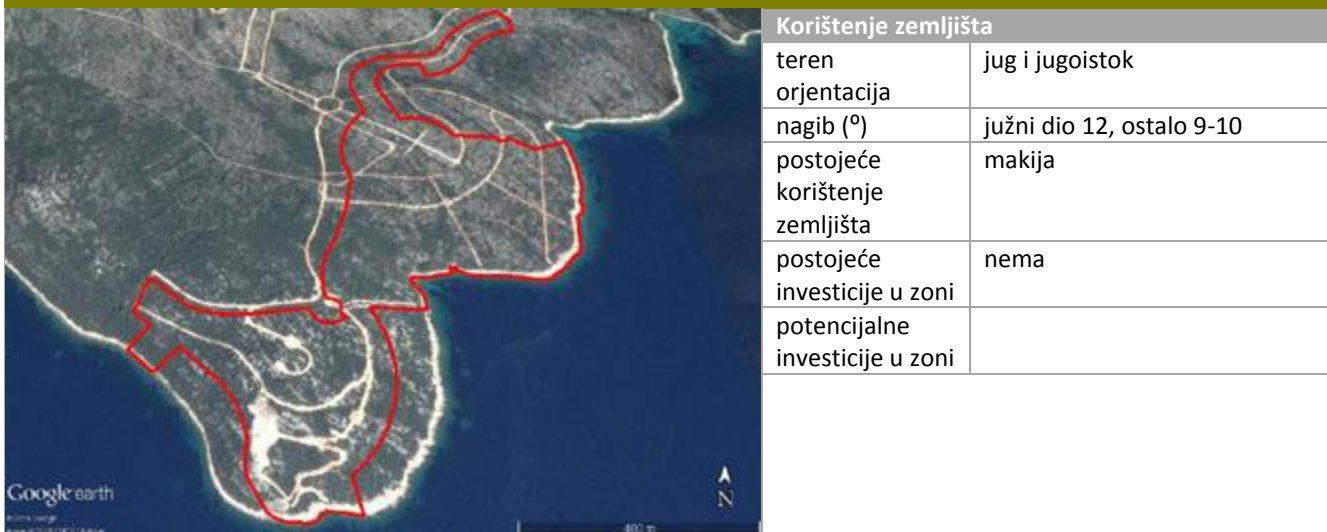 Korištenje zemljišta
teren jug i jugoistok
orjentacija
nagib (⁰) južni dio 12, ostalo 9-10
postojeće makija
korištenje
zemljišta
postojeće nema
investicije u zoni
potencijalne
investicije u zoni
Google earth
N
400 m